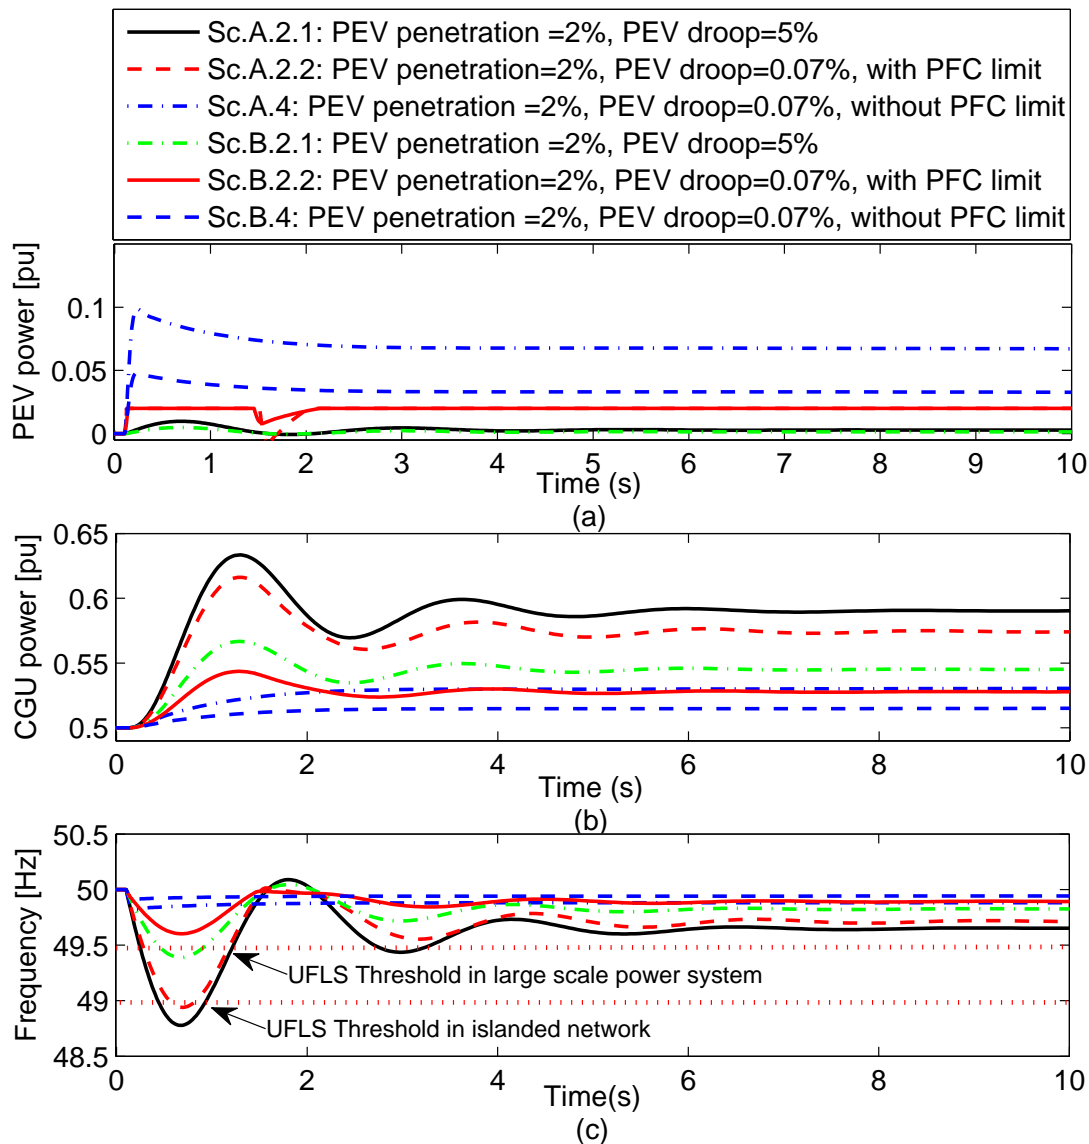 Sc.A.2.1: PEV penetration =2%, PEV droop=5%
Sc.A.2.2: PEV penetration=2%, PEV droop=0.07%, with PFC limit
Sc.A.4: PEV penetration =2%, PEV droop=0.07%, without PFC limit
Sc.B.2.1: PEV penetration =2%, PEV droop=5%
Sc.B.2.2: PEV penetration=2%, PEV droop=0.07%, with PFC limit
Sc.B.4: PEV penetration =2%, PEV droop=0.07%, without PFC limit
PEV power [pu]
0.1
0.05
0
0 1 2 3 4 5 6 7 8 9 10
Time (s)
(a)
CGU power [pu]
0.65
0.6
0.55
0.5
0 2 4 6 8 10
Time (s)
(b)
Frequency [Hz]
50.5
50
49.5
49
48.5
UFLS Threshold in large scale power system
UFLS Threshold in islanded network
0 2 4 6 8 10
Time(s)
(c)